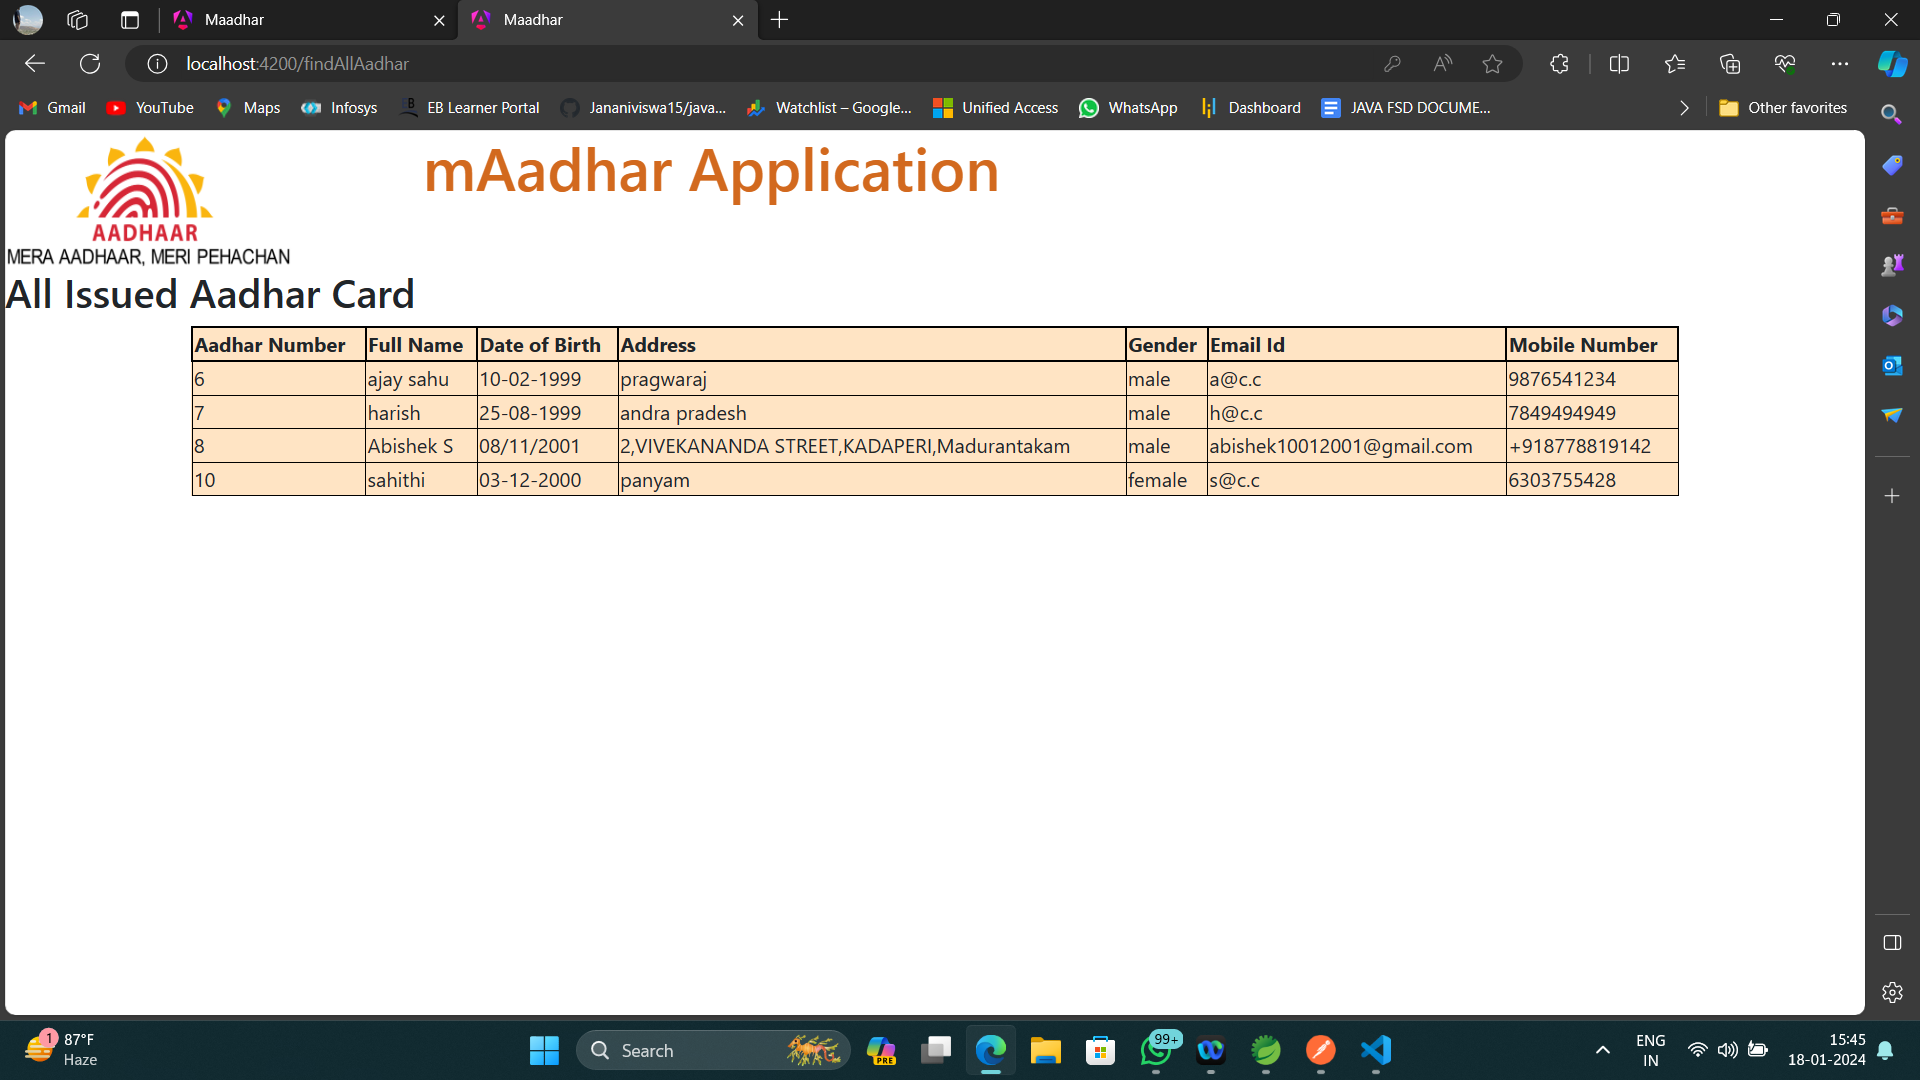 Maadhar
Maadhar
localhost:4200/findAllAadhar
Gmail YouTube Maps Infosys EB Learner Portal Jananiviswa15/java... Watchlist – Google... Unified Access WhatsApp Dashboard JAVA FSD DOCUME... Other favorites
AADHAAR
MERA AADHAAR, MERI PEHACHAN
mAadhar Application
All Issued Aadhar Card
Aadhar Number Full Name Date of Birth Address Gender Email Id Mobile Number
6 ajay sahu 10-02-1999 pragwaraj male a@c.c 9876541234
7 harish 25-08-1999 andra pradesh male h@c.c 7849494949
8 Abishek S 08/11/2001 2,VIVEKANANDA STREET,KADAPERI,Madurantakam male abishek10012001@gmail.com +918778819142
10 sahithi 03-12-2000 panyam female s@c.c 6303755428
1
87°F
Haze
Search
PRE
99+
ENG
IN
15:45
18-01-2024